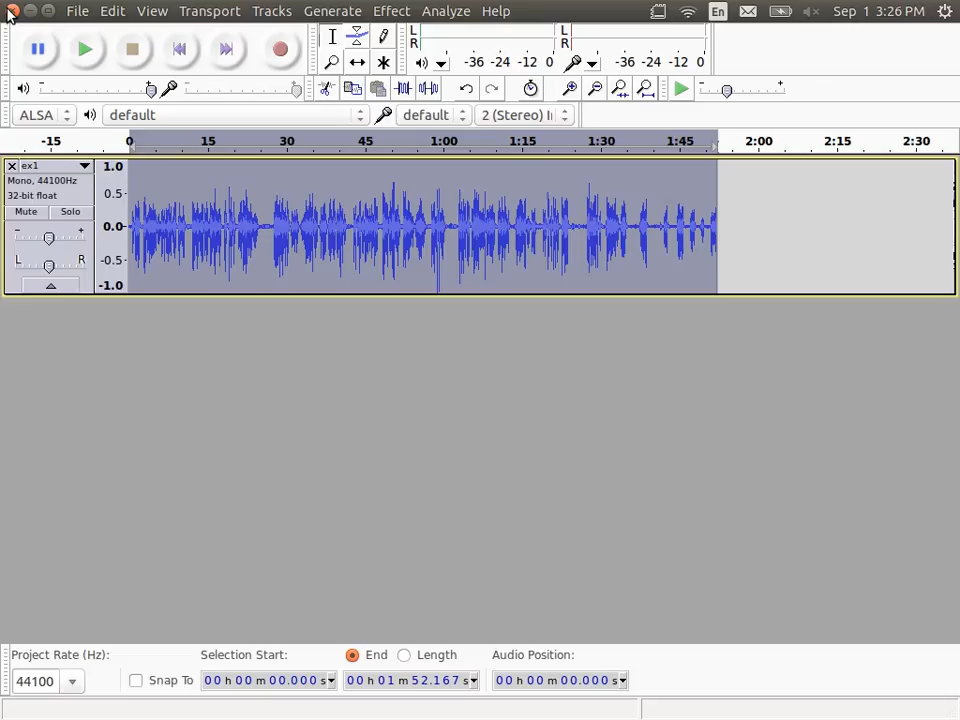 File Edit View Transport Tracks Generate Effect Analyze Help En Sep 1 3:26 PM
L R -36 -24 -12 0 L R -36 -24 -12 0
ALSA default default 2 (Stereo) I
-15 0 15 30 45 1:00 1:15 1:30 1:45 2:00 2:15 2:30
ex1
Mono, 44100Hz
32-bit float
Mute Solo
- +
L R
1.0
0.5
0.0
-0.5
-1.0
Project Rate (Hz): Selection Start: End Length Audio Position:
44100 Snap To 00 h 00 m 00.000 s 00 h 01 m 52.167 s 00 h 00 m 00.000 s